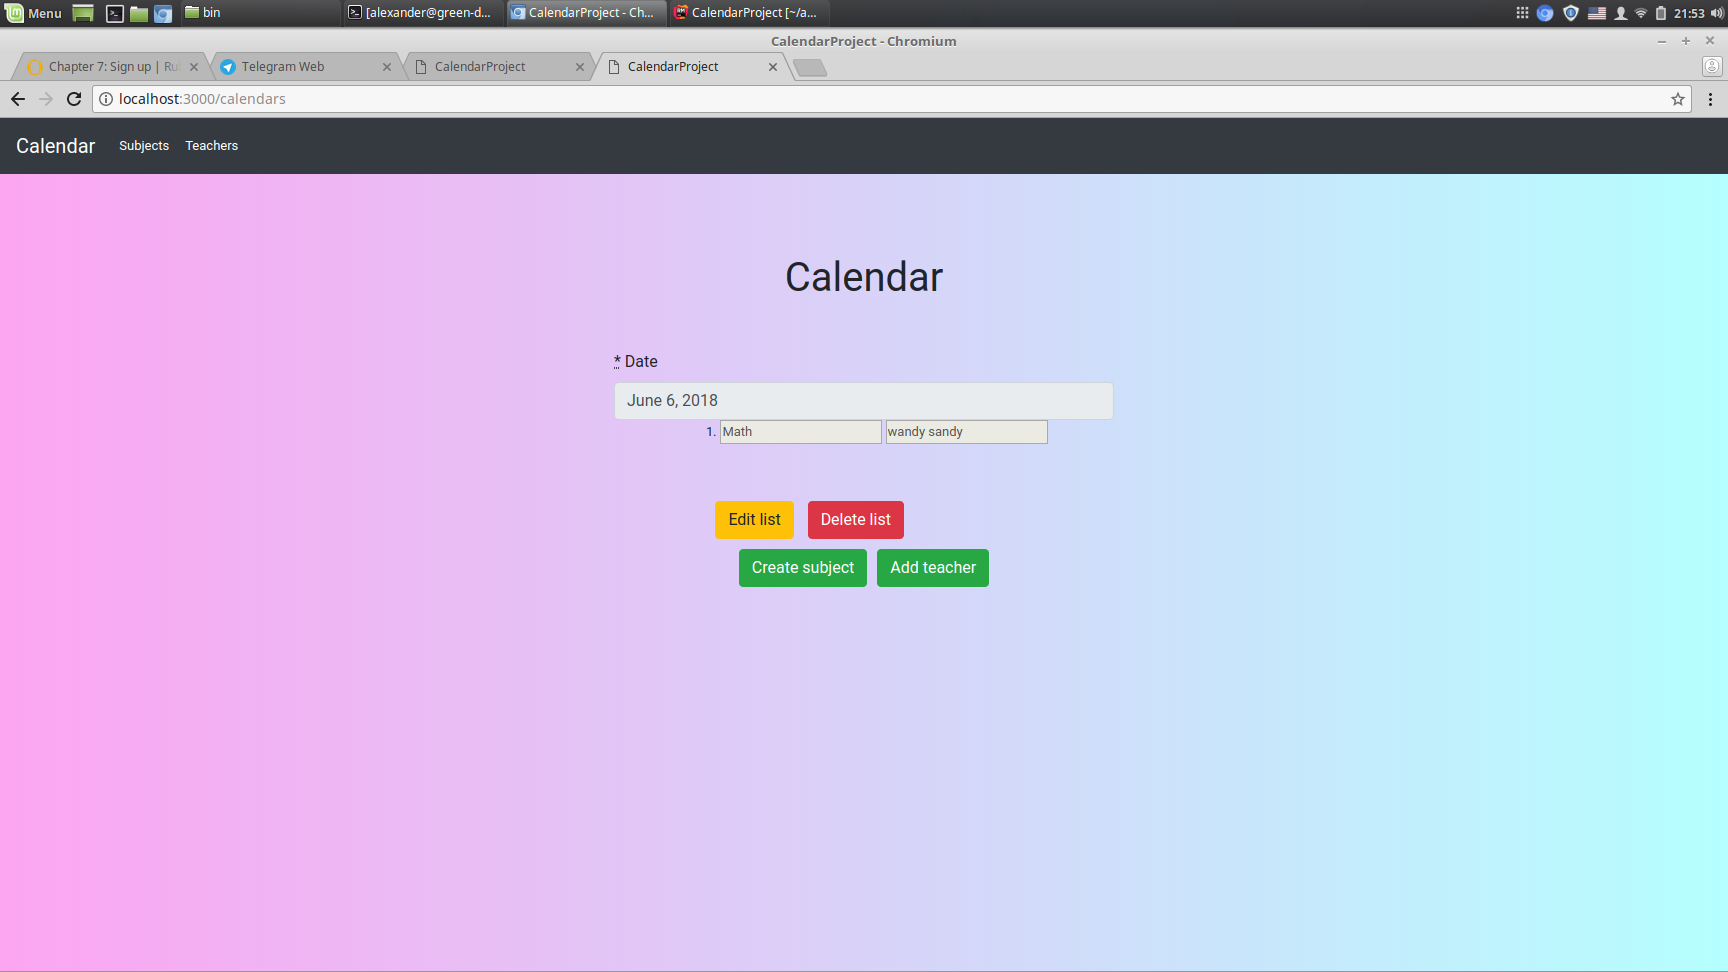 Menu bin [alexander@green-d... CalendarProject - Ch... CalendarProject [~/a... 21:53
CalendarProject - Chromium
Chapter 7: Sign up | Ru Telegram Web CalendarProject CalendarProject
localhost:3000/calendars
Calendar Subjects Teachers
Calendar
* Date
June 6, 2018
1. Math wandy sandy
Edit list Delete list
Create subject Add teacher